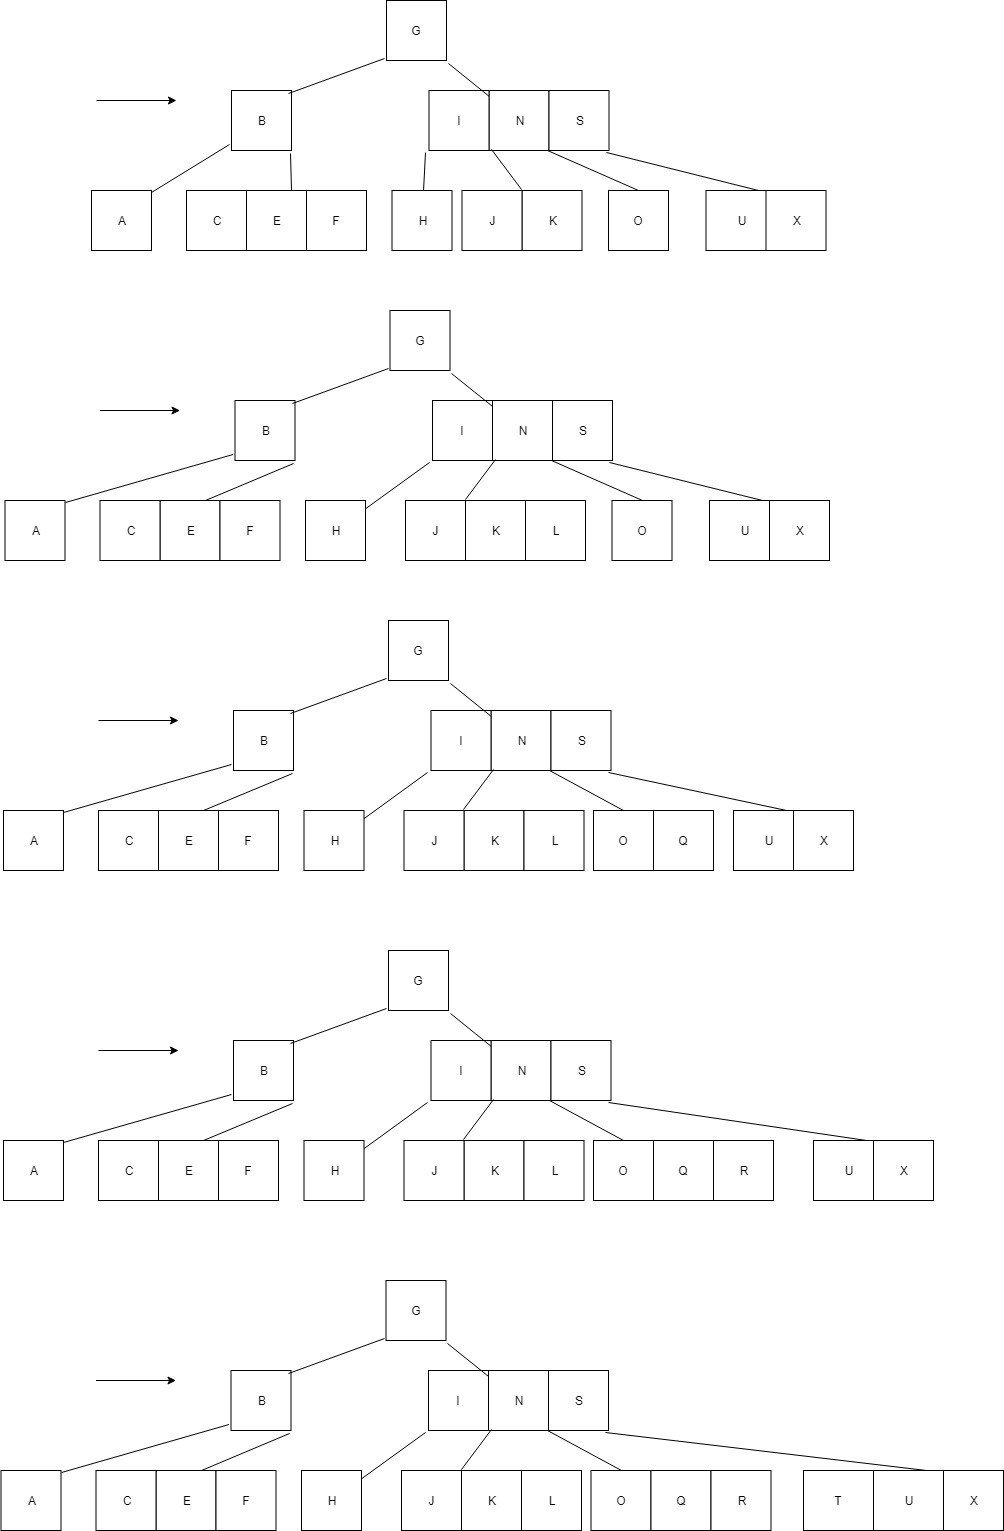 G
B I N S
A C E F H J K O U X
G
B I N S
A C E F H J K L O U X
G
B I N S
A C E F H J K L O Q U X
G
B I N S
A C E F H J K L O Q R U X
G
B I N S
A C E F H J K L O Q R T U X